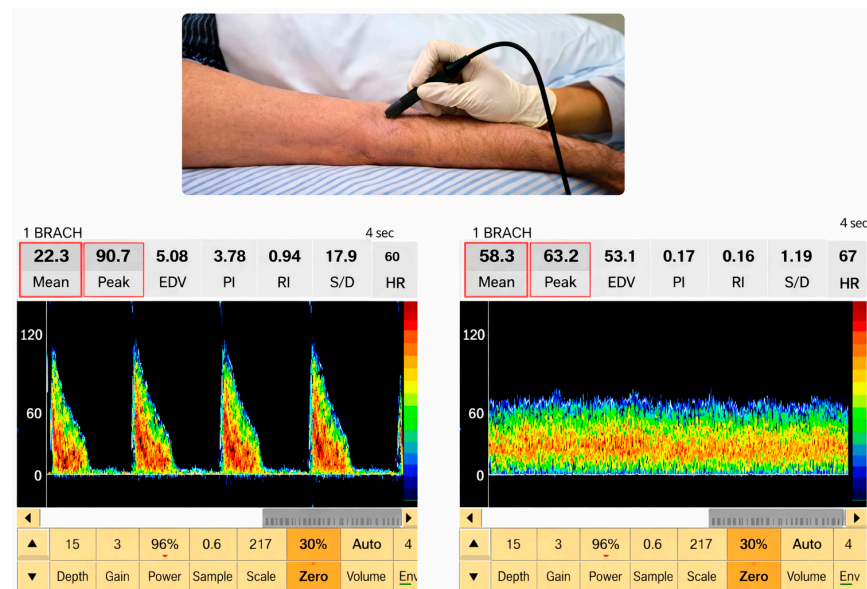 1 BRACH 4 sec
22.3 90.7 5.08 3.78 0.94 17.9 60
Mean Peak EDV PI RI S/D HR
120
60
0
15 3 96% 0.6 217 30% Auto 4
Depth Gain Power Sample Scale Zero Volume Env
4 sec
1 BRACH
58.3 63.2 53.1 0.17 0.16 1.19 67
Mean Peak EDV PI RI S/D HR
120
60
0
15 3 96% 0.6 217 30% Auto 4
Depth Gain Power Sample Scale Zero Volume Env